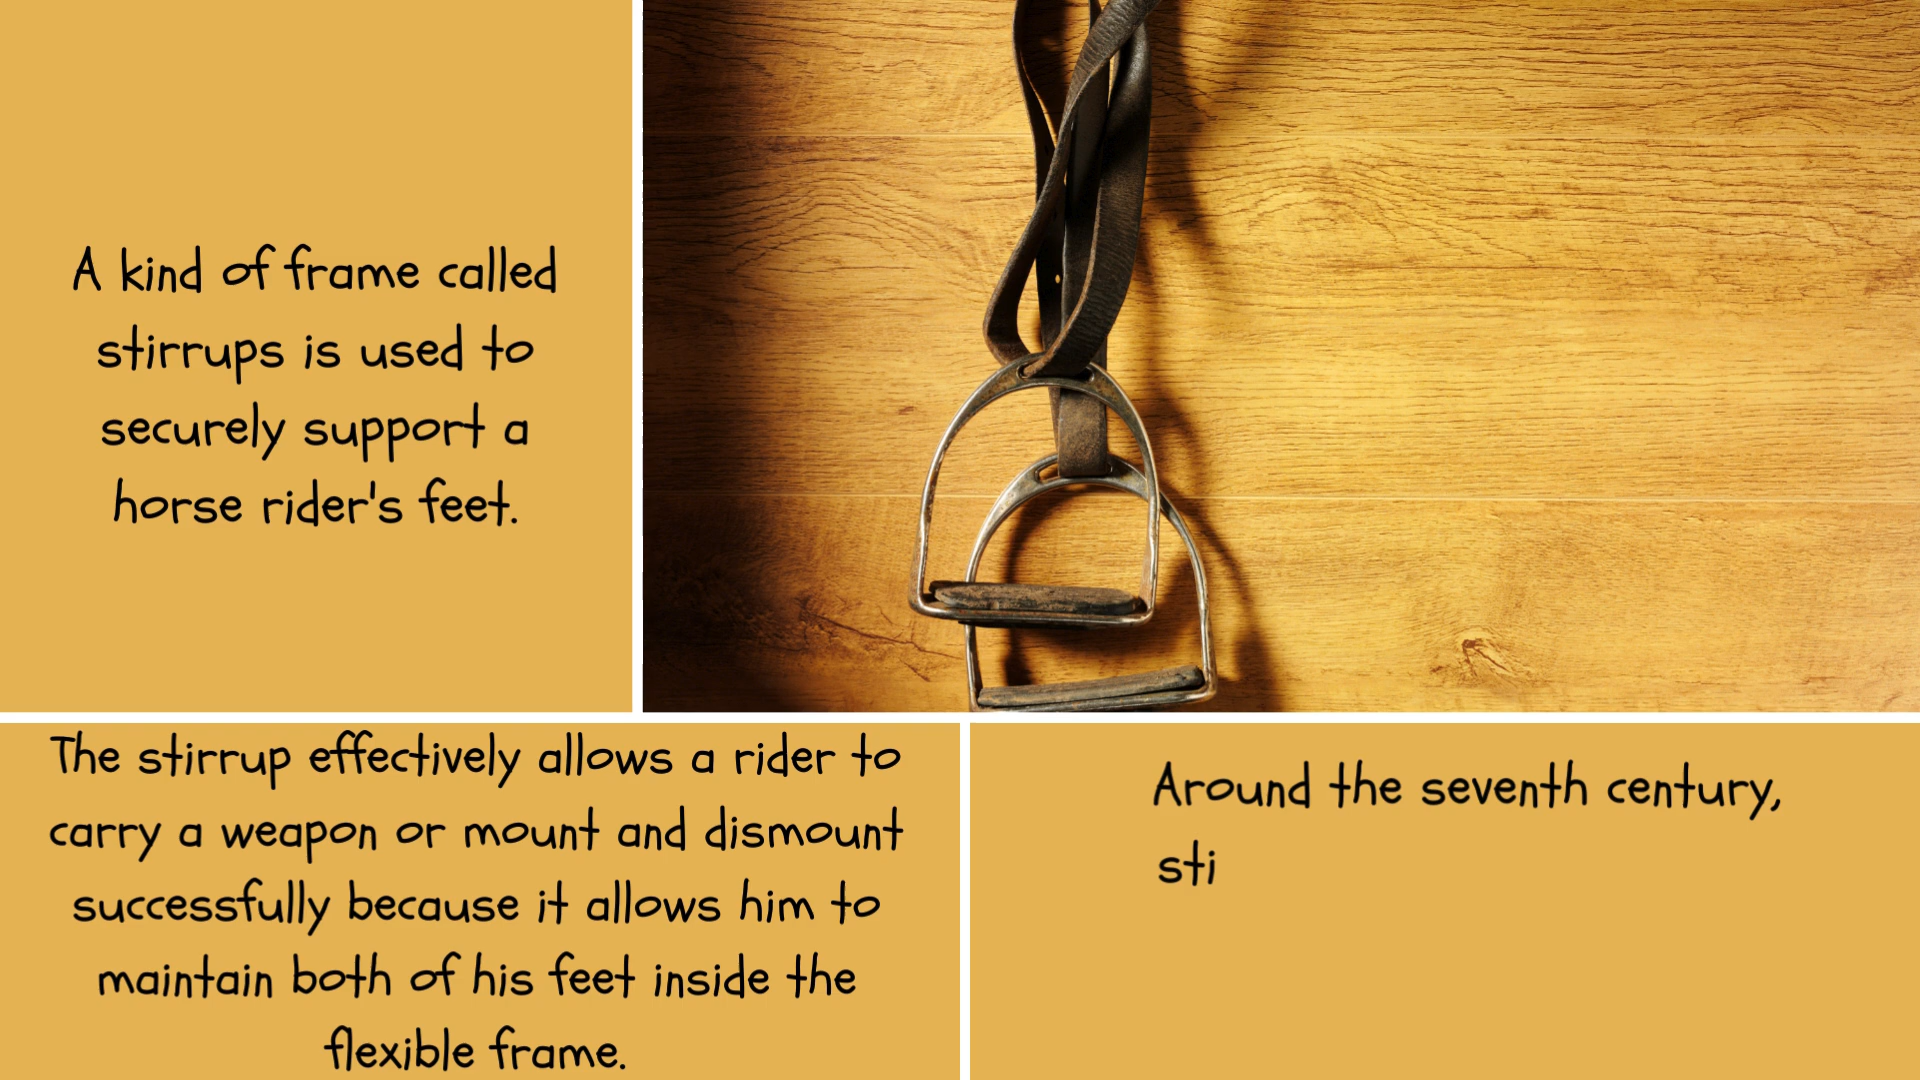 A kind of frame called
stirrups is used to
securely support a
horse rider's feet.
The stirrup effectively allows a rider to
carry a weapon or mount and dismount
successfully because it allows him to
maintain both of his feet inside the
flexible frame.
Around the seventh century,
sti